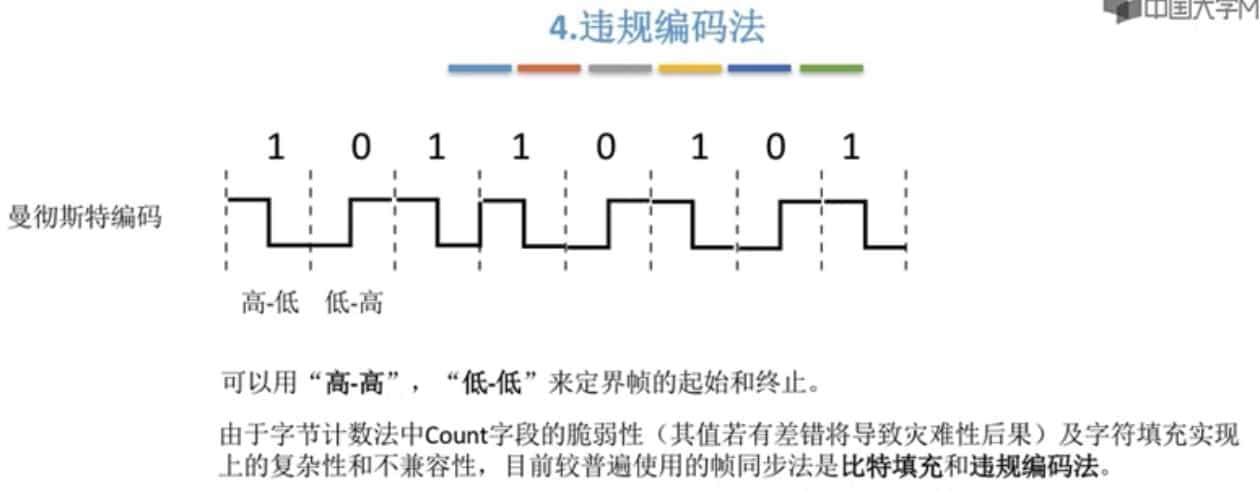 中国大学M
4.违规编码法
1 0 1 1 0 1 0 1
曼彻斯特编码
高-低 低-高
可以用“高-高”，“低-低”来定界帧的起始和终止。
由于字节计数法中Count字段的脆弱性（其值若有差错将导致灾难性后果）及字符填充实现
上的复杂性和不兼容性，目前较普遍使用的帧同步法是比特填充和违规编码法。